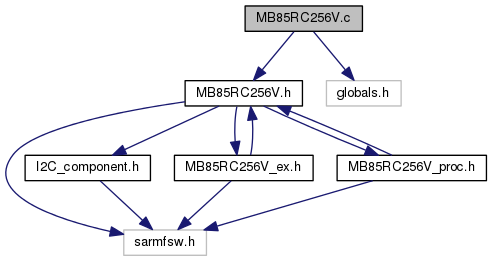 MB85RC256V.c
MB85RC256V.h
globals.h
I2C_component.h
MB85RC256V_ex.h
MB85RC256V_proc.h
sarmfsw.h